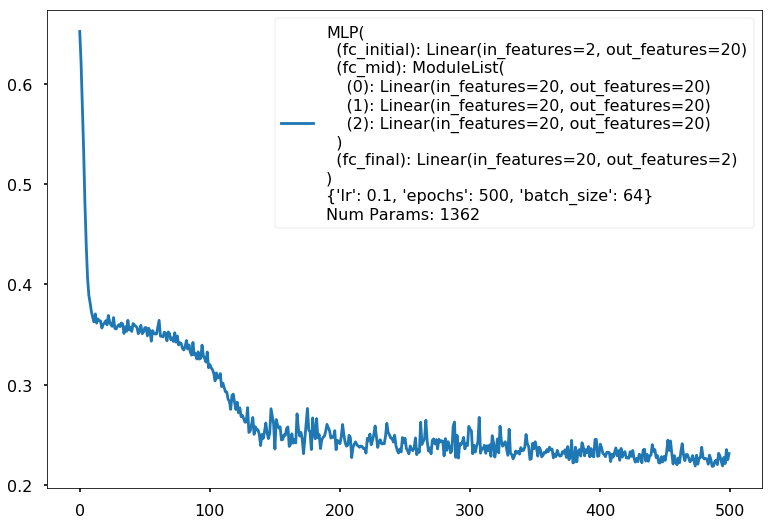 MLP(
  (fc_initial): Linear(in_features=2, out_features=20)
  (fc_mid): ModuleList(
    (0): Linear(in_features=20, out_features=20)
    (1): Linear(in_features=20, out_features=20)
    (2): Linear(in_features=20, out_features=20)
  )
  (fc_final): Linear(in_features=20, out_features=2)
)
{'lr': 0.1, 'epochs': 500, 'batch_size': 64}
Num Params: 1362
0.6
0.5
0.4
0.3
0.2
0 100 200 300 400 500